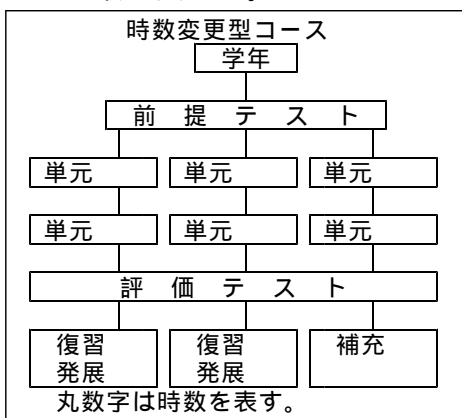 時数変更型コース
学年
前提テスト
単元 単元 単元
単元 単元 単元
評価テスト
復習 復習 補充
発展 発展
丸数字は時数を表す。